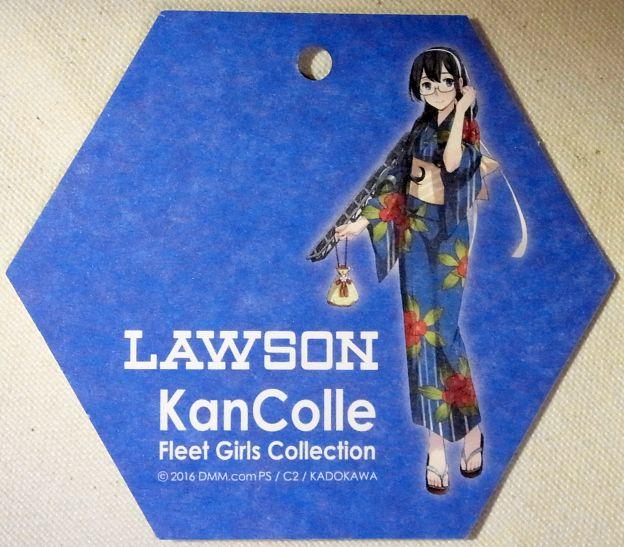 LAWSON
KanColle
Fleet Girls Collection
© 2016 DMM.com PS / C2 / KADOKAWA